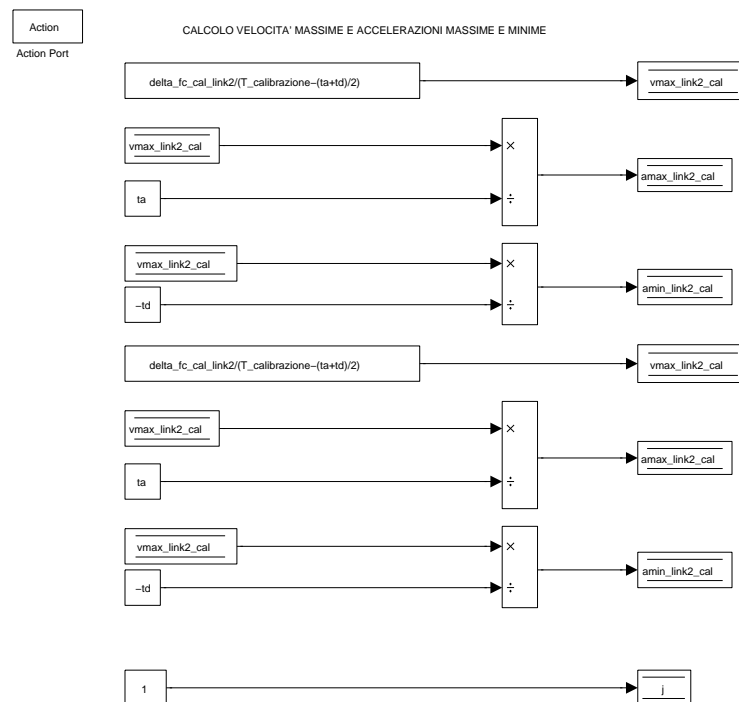 Action
Action Port
CALCOLO VELOCITA' MASSIME E ACCELERAZIONI MASSIME E MINIME
delta_fc_cal_link2/(T_calibrazione−(ta+td)/2)
vmax_link2_cal
vmax_link2_cal
×
amax_link2_cal
ta
÷
vmax_link2_cal
×
amin_link2_cal
−td
÷
delta_fc_cal_link2/(T_calibrazione−(ta+td)/2)
vmax_link2_cal
vmax_link2_cal
×
amax_link2_cal
ta
÷
vmax_link2_cal
×
amin_link2_cal
−td
÷
1
j